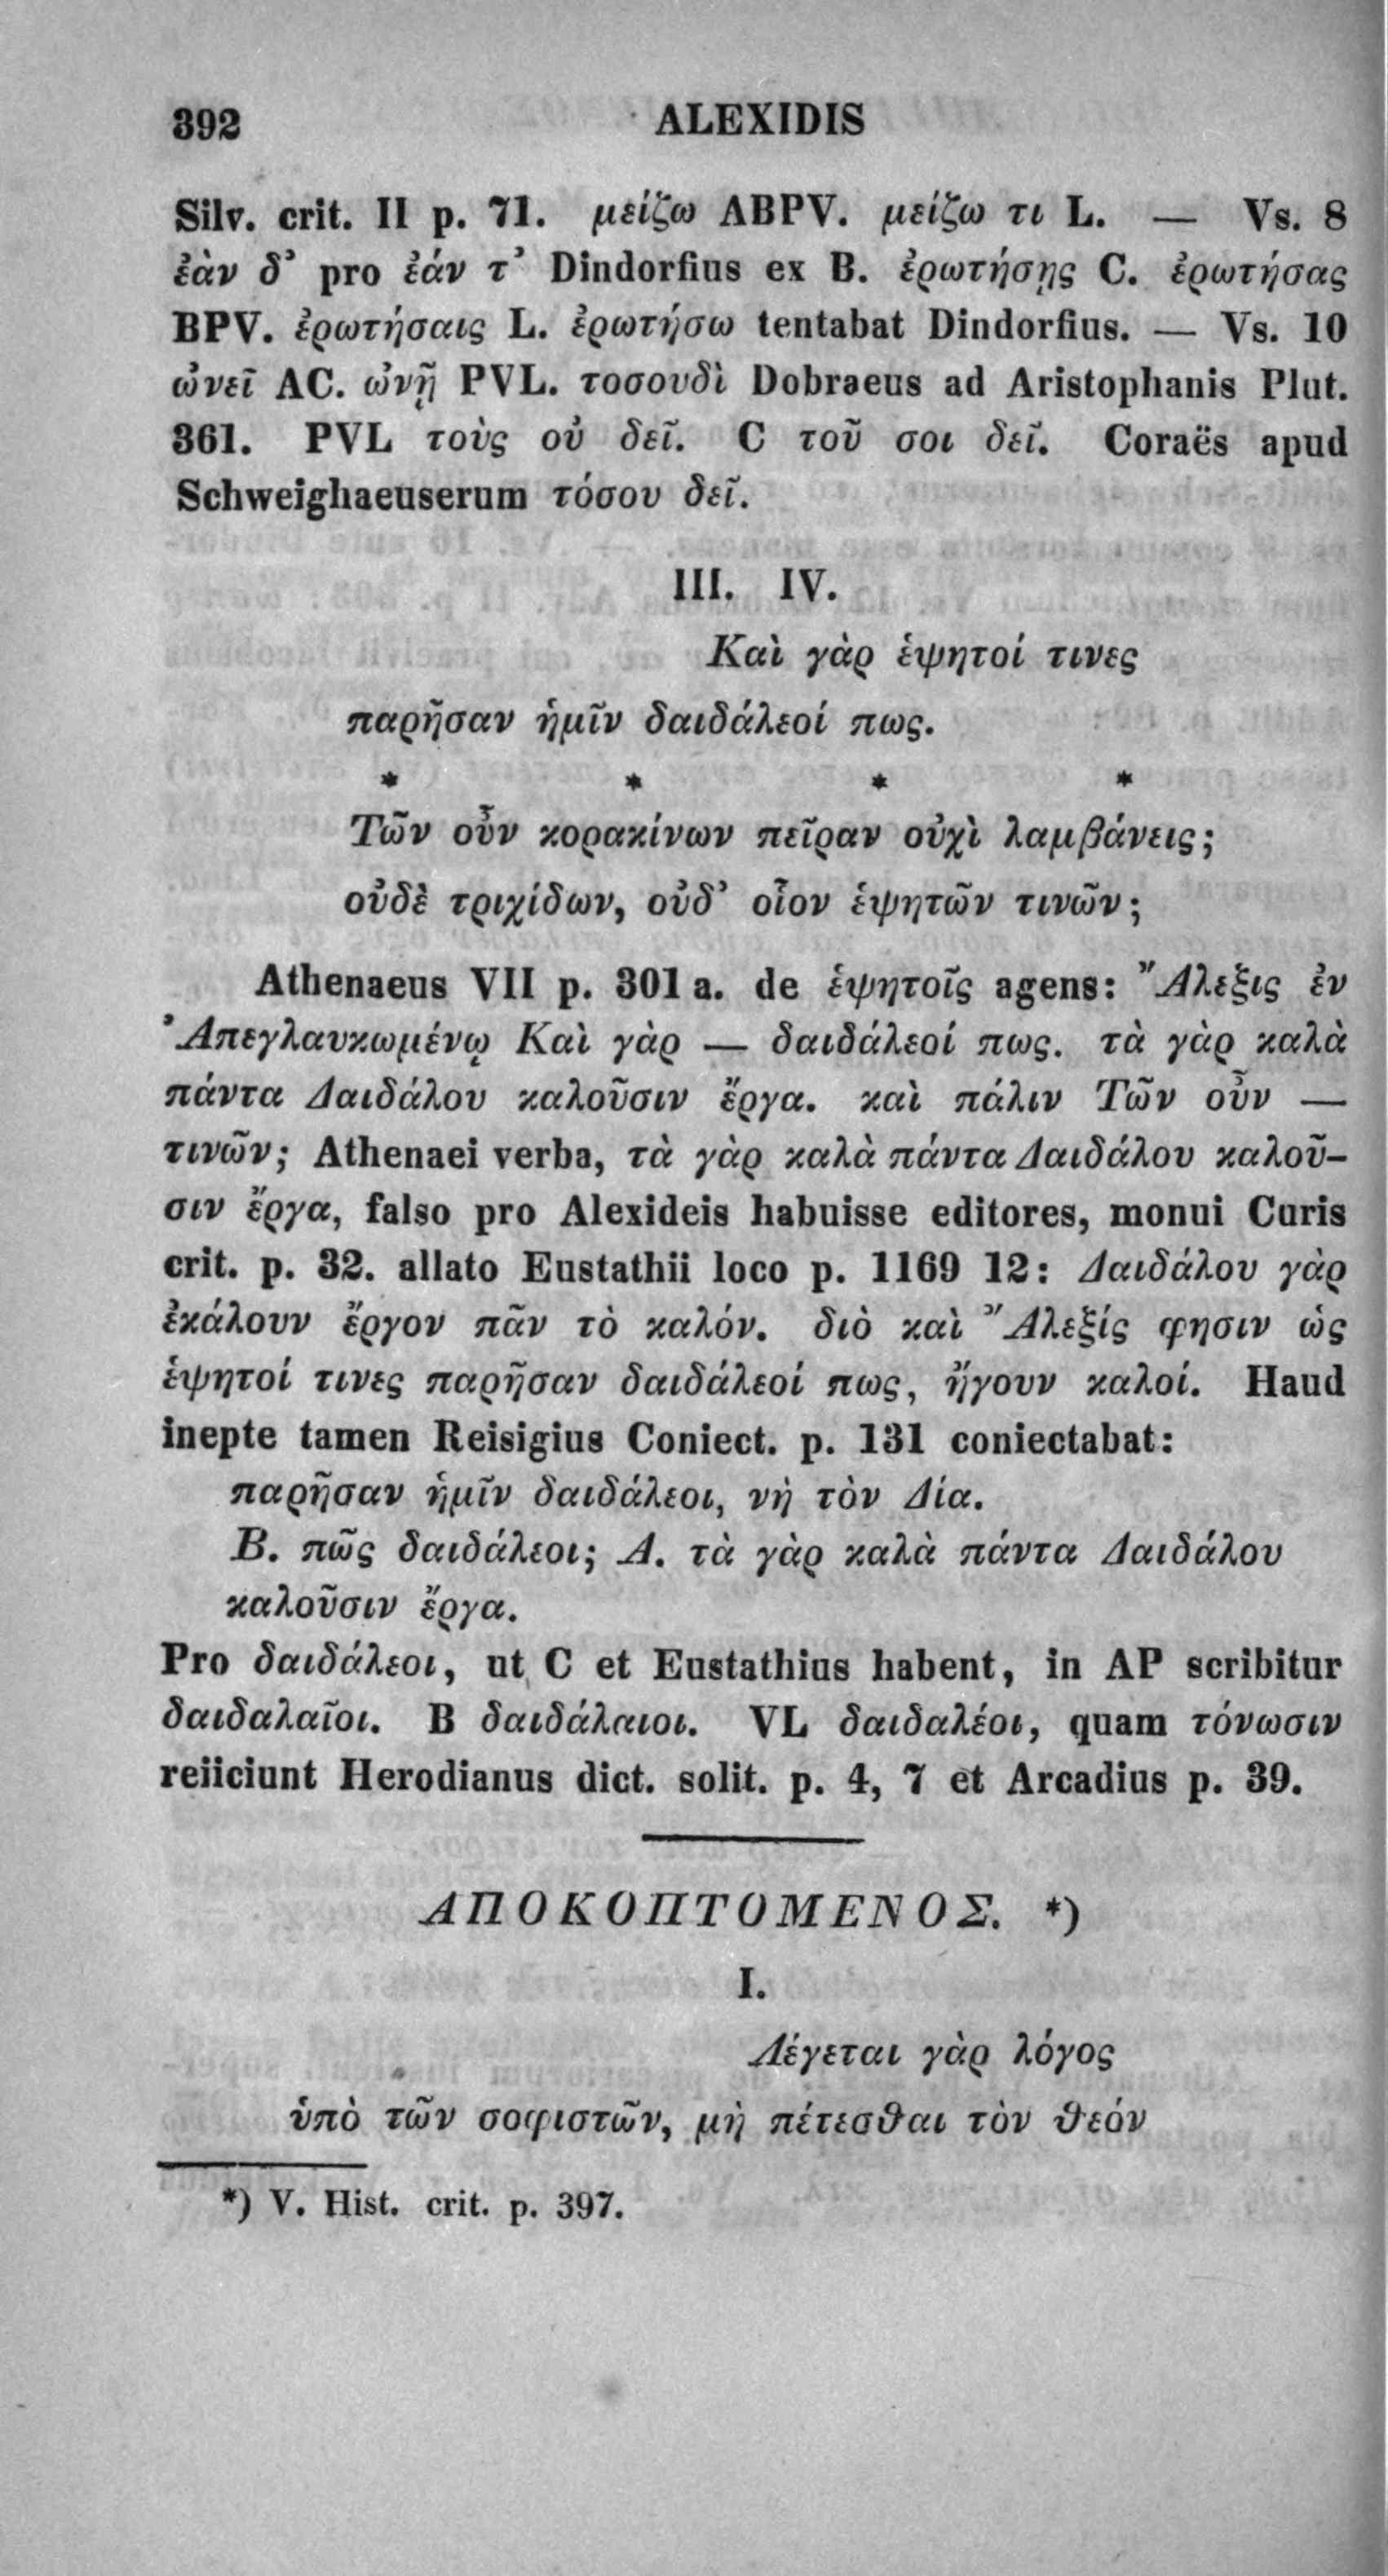 392 ALEXIDIS
Silv. crit. II p. 71. μείζω ABPV. μείζω τι L. — Vs. 8
ἐὰν δ᾽ pro ἐάν τ᾽ Dindorfius ex B. ἐρωτήσῃς C. ἐρωτήσας
BPV. ἐρωτήσαις L. ἐρωτήσω tentabat Dindorfius. — Vs. 10
ὠνεῖ AC. ὠνῇ PVL. τοσουδὶ Dobraeus ad Aristophanis Plut.
361. PVL τοὺς οὐ δεῖ. C τοῦ σοι δεῖ. Coraës apud
Schweighaeuserum τόσου δεῖ.
III. IV.
Καὶ γὰρ ἑψητοί τινες
παρῆσαν ἡμῖν δαιδάλεοί πως.
* * * *
Τῶν οὖν κορακίνων πεῖραν οὐχὶ λαμβάνεις;
οὐδὲ τριχίδων, οὐδ᾽ οἷον ἑψητῶν τινῶν;
Athenaeus VII p. 301 a. de ἑψητοῖς agens: Ἄλεξις ἐν
Ἀπεγλαυκωμένῳ Καὶ γὰρ — δαιδάλεοί πως. τὰ γὰρ καλὰ
πάντα Δαιδάλου καλοῦσιν ἔργα. καὶ πάλιν Τῶν οὖν —
τινῶν; Athenaei verba, τὰ γὰρ καλὰ πάντα Δαιδάλου καλοῦ-
σιν ἔργα, falso pro Alexideis habuisse editores, monui Curis
crit. p. 32. allato Eustathii loco p. 1169 12: Δαιδάλου γὰρ
ἐκάλουν ἔργον πᾶν τὸ καλόν. διὸ καὶ Ἄλεξίς φησιν ὡς
ἑψητοί τινες παρῆσαν δαιδάλεοί πως, ἤγουν καλοί. Haud
inepte tamen Reisigius Coniect. p. 131 coniectabat:
παρῆσαν ἡμῖν δαιδάλεοι, νὴ τὸν Δία.
B. πῶς δαιδάλεοι; A. τὰ γὰρ καλὰ πάντα Δαιδάλου
καλοῦσιν ἔργα.
Pro δαιδάλεοι, ut C et Eustathius habent, in AP scribitur
δαιδαλαῖοι. B δαιδάλαιοι. VL δαιδαλέοι, quam τόνωσιν
reiiciunt Herodianus dict. solit. p. 4, 7 et Arcadius p. 39.
ΑΠΟΚΟΠΤΟΜΕΝΟΣ. *)
I.
Λέγεται γὰρ λόγος
ὑπὸ τῶν σοφιστῶν, μὴ πέτεσθαι τὸν θεόν
*) V. Hist. crit. p. 397.